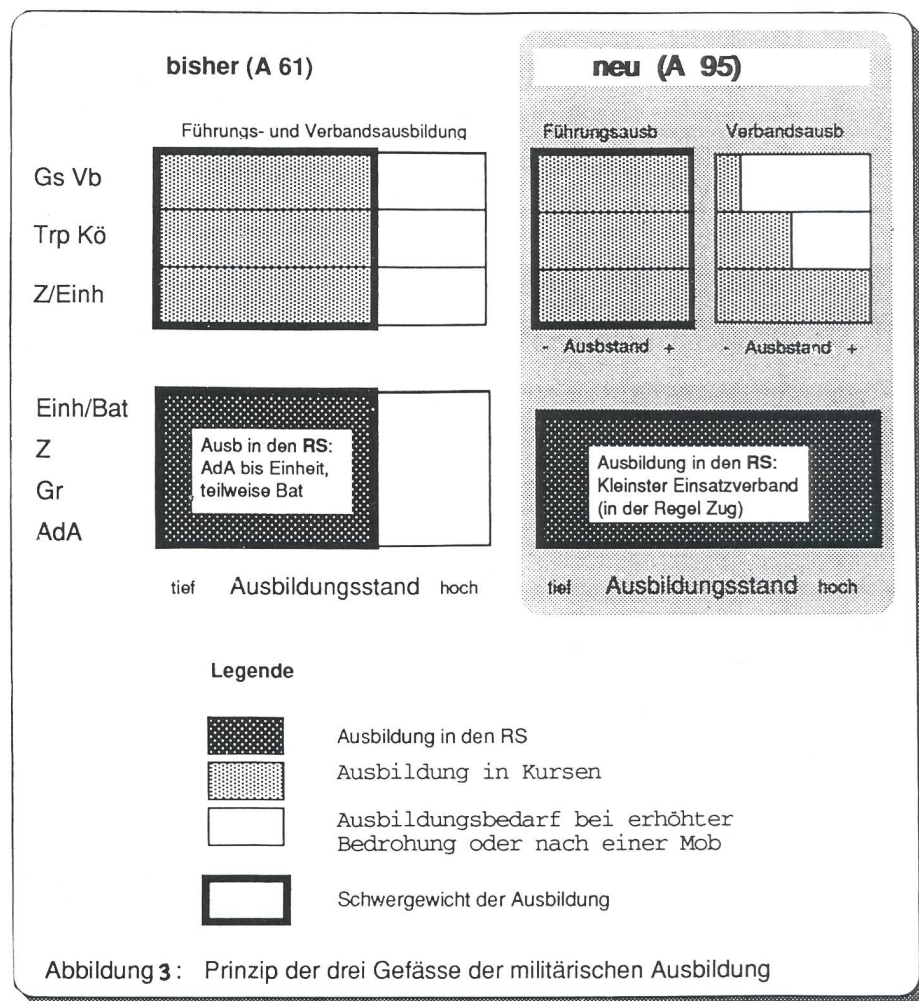 bisher (A 61)
neu (A 95)
Führungs- und Verbandsausbildung
Führungsausb
Verbandsausb
Gs Vb
Trp Kö
Z/Einh
- Ausbstand +
- Ausbstand +
Einh/Bat
Z
Gr
AdA
Ausb in den RS:
AdA bis Einheit,
teilweise Bat
Ausbildung in den RS:
Kleinster Einsatzverband
(in der Regel Zug)
tief Ausbildungsstand hoch
tief Ausbildungsstand hoch
Legende
Ausbildung in den RS
Ausbildung in Kursen
Ausbildungsbedarf bei erhöhter
Bedrohung oder nach einer Mob
Schwergewicht der Ausbildung
Abbildung 3: Prinzip der drei Gefässe der militärischen Ausbildung